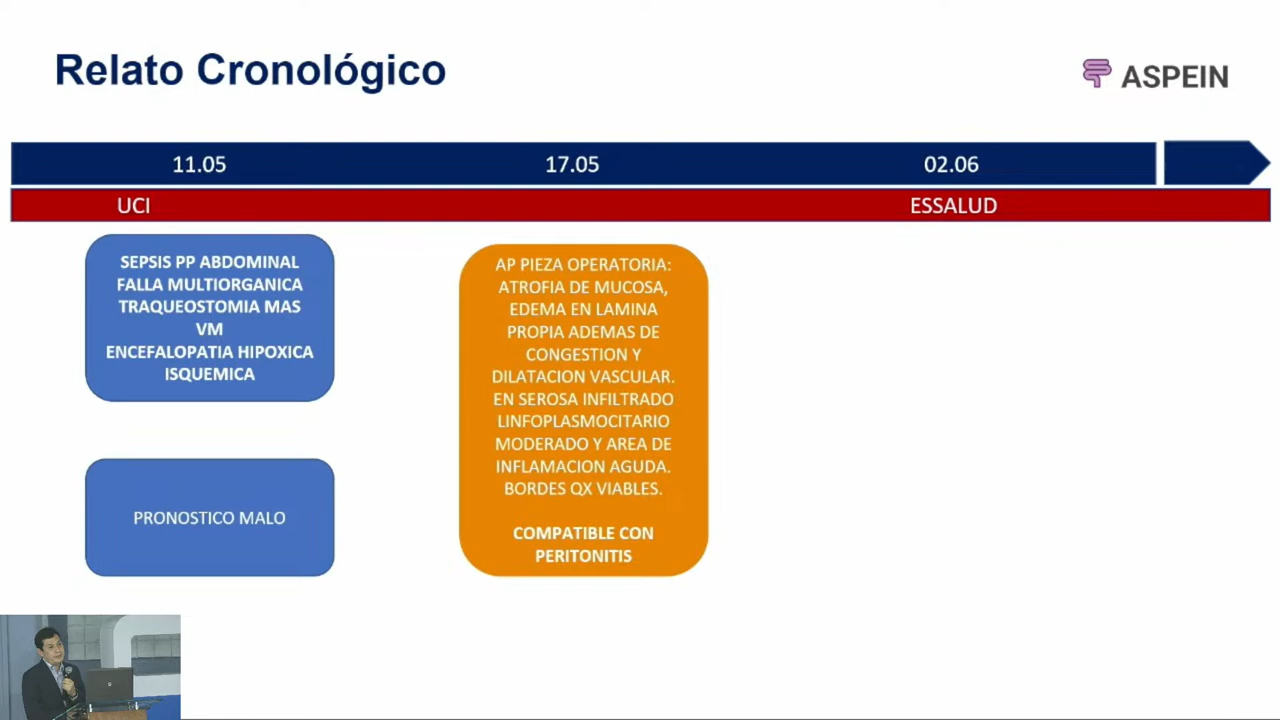 Relato Cronológico
ASPEIN
11.05
17.05
02.06
UCI
ESSALUD
SEPSIS PP ABDOMINAL
FALLA MULTIORGANICA
TRAQUEOSTOMIA MAS
VM
ENCEFALOPATIA HIPOXICA
ISQUEMICA
PRONOSTICO MALO
AP PIEZA OPERATORIA:
ATROFIA DE MUCOSA,
EDEMA EN LAMINA
PROPIA ADEMAS DE
CONGESTION Y
DILATACION VASCULAR.
EN SEROSA INFILTRADO
LINFOPLASMOCITARIO
MODERADO Y AREA DE
INFLAMACION AGUDA.
BORDES QX VIABLES.
COMPATIBLE CON
PERITONITIS